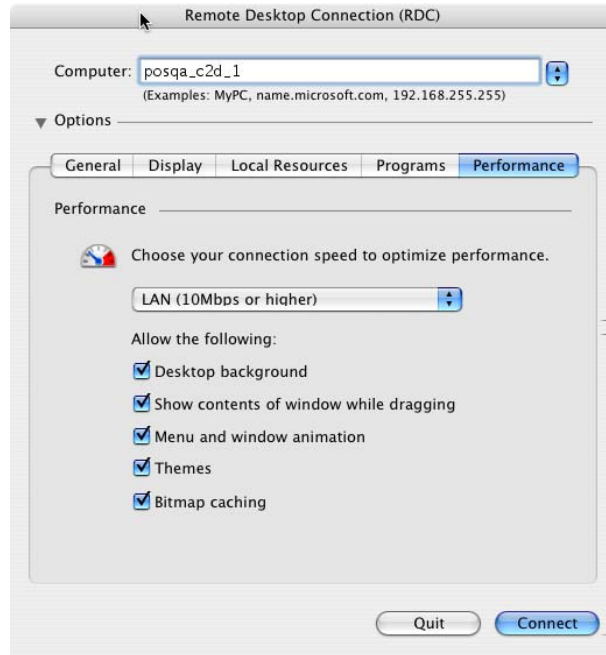 Remote Desktop Connection (RDC)
Computer: posqa_c2d_1
(Examples: MyPC, name.microsoft.com, 192.168.255.255)
Options
General Display Local Resources Programs Performance
Performance
Choose your connection speed to optimize performance.
LAN (10Mbps or higher)
Allow the following:
Desktop background
Show contents of window while dragging
Menu and window animation
Themes
Bitmap caching
Quit Connect